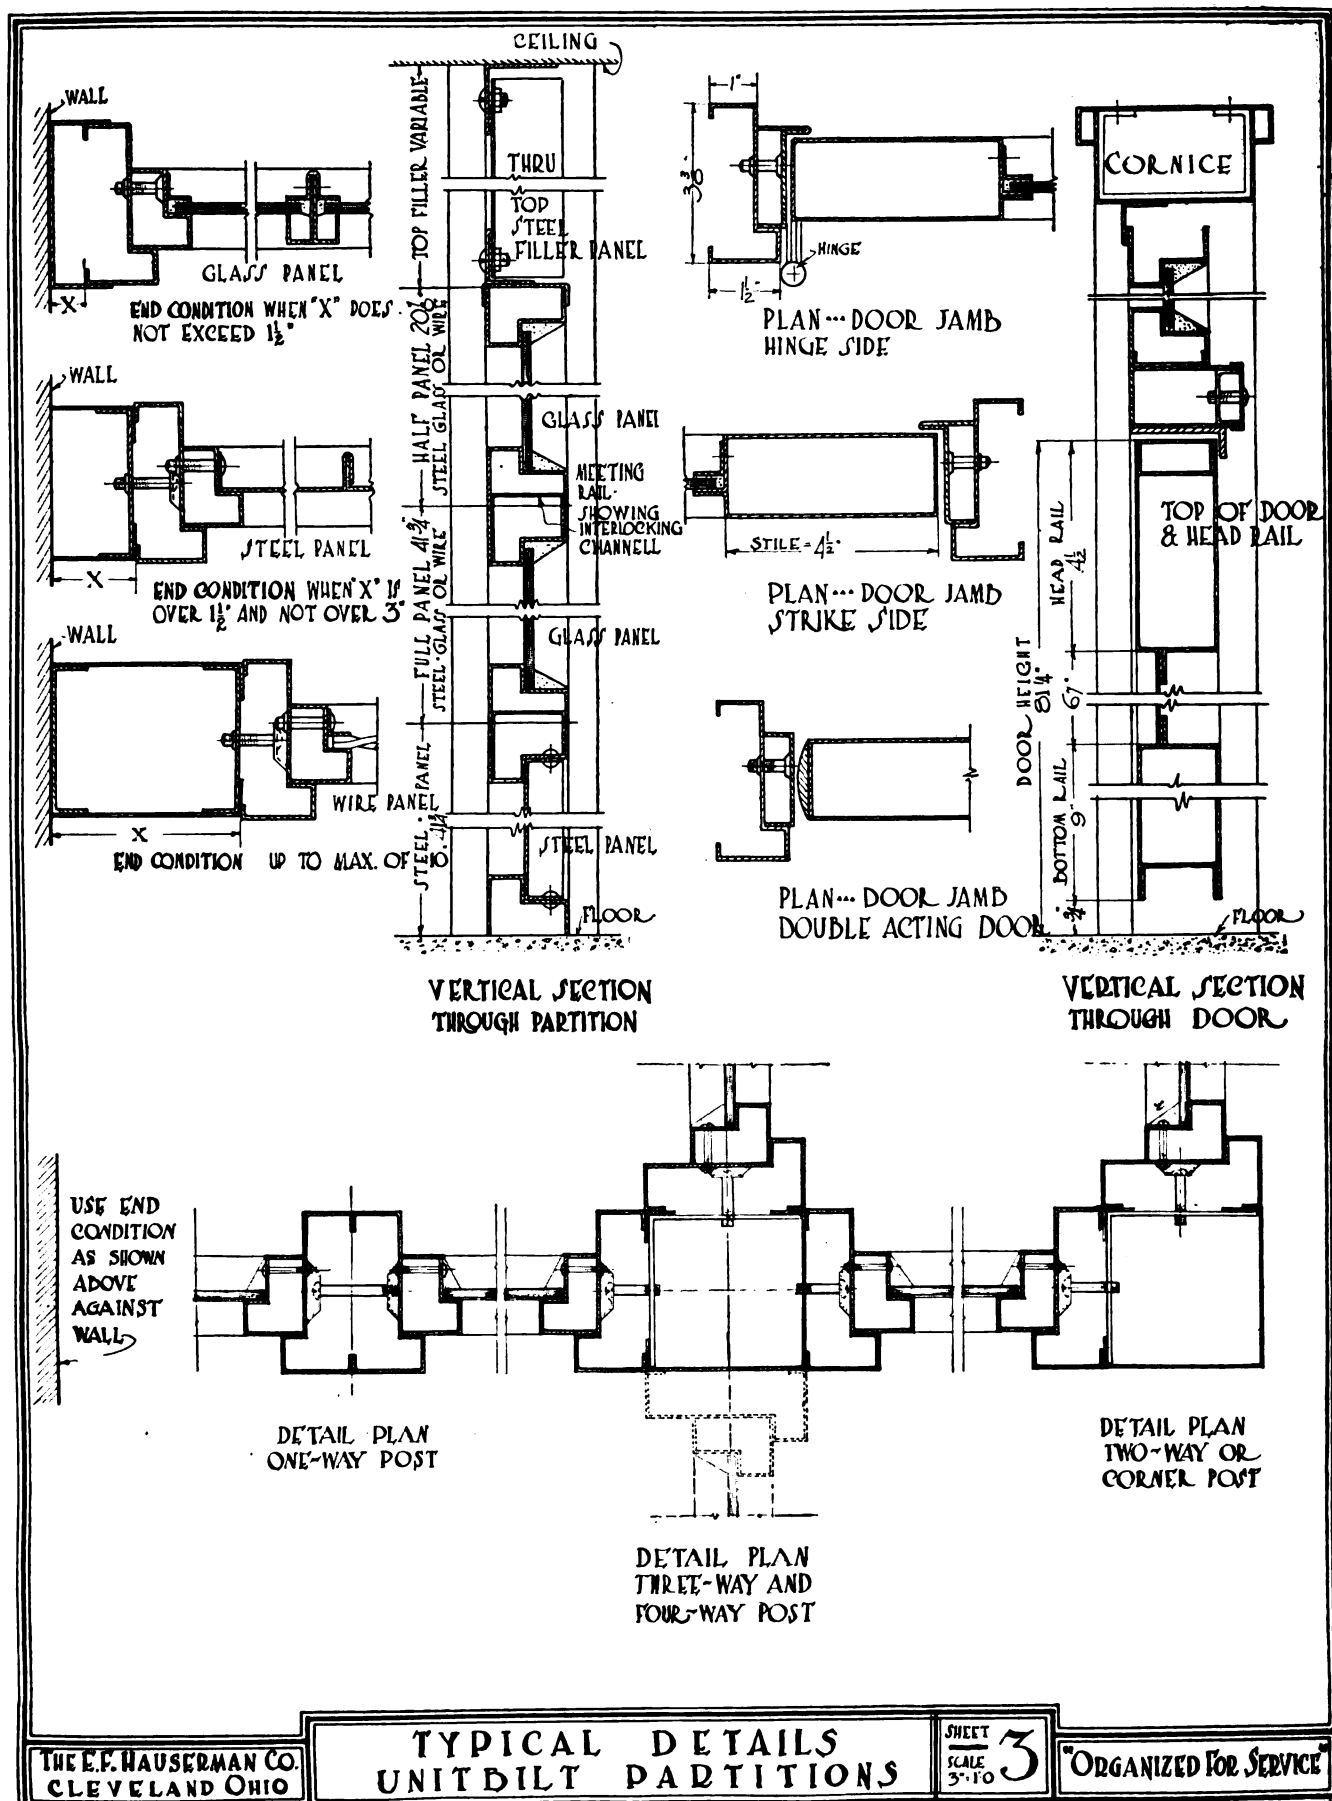 CEILING
WALL
GLASS PANEL
X
END CONDITION WHEN "X" DOES
NOT EXCEED 1½"
WALL
STEEL PANEL
X
END CONDITION WHEN "X" IS
OVER 1½" AND NOT OVER 3"
WALL
WIRE PANEL
X
END CONDITION UP TO MAX. OF 10.
TOP FILLER VARIABLE
HALF PANEL
STEEL GLASS OR WIRE
FULL PANEL 41¾"
STEEL·GLASS OR WIRE
STEEL · PANEL
THRU
TOP
STEEL
FILLER PANEL
GLASS PANEL
MEETING
RAIL·
SHOWING
INTERLOCKING
CHANNELL
GLASS PANEL
STEEL PANEL
FLOOR
VERTICAL SECTION
THROUGH PARTITION
1"
3⅜"
1½"
HINGE
PLAN··· DOOR JAMB
HINGE SIDE
STILE = 4½"
PLAN··· DOOR JAMB
STRIKE SIDE
PLAN··· DOOR JAMB
DOUBLE ACTING DOOR
CORNICE
TOP OF DOOR
& HEAD RAIL
HEAD RAIL
4½
DOOR HEIGHT
81¼"
67"
BOTTOM RAIL
9"
¾"
FLOOR
VERTICAL SECTION
THROUGH DOOR
USE END
CONDITION
AS SHOWN
ABOVE
AGAINST
WALL
DETAIL PLAN
ONE-WAY POST
DETAIL PLAN
THREE-WAY AND
FOUR-WAY POST
DETAIL PLAN
TWO-WAY OR
CORNER POST
THE E.F. HAUSERMAN CO.
CLEVELAND OHIO
TYPICAL DETAILS
UNITBILT PARTITIONS
SHEET
SCALE
3"·1'0
3
"ORGANIZED FOR SERVICE"